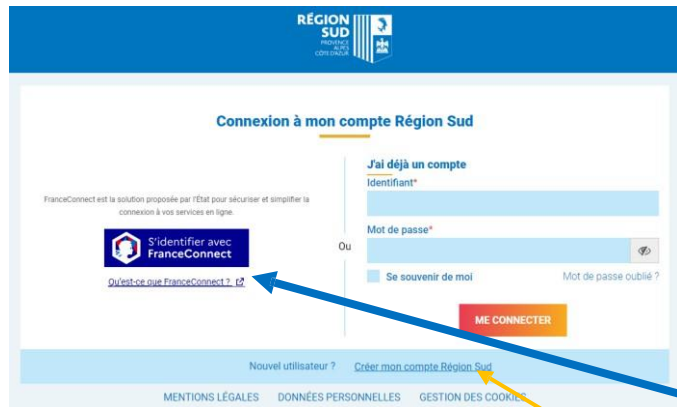 RÉGION
SUD
PROVENCE
ALPES
CÔTE D'AZUR
Connexion à mon compte Région Sud
FranceConnect est la solution proposée par l'État pour sécuriser et simplifier la
connexion à vos services en ligne.
S'identifier avec
FranceConnect
Qu'est-ce que FranceConnect ?
Ou
J'ai déjà un compte
Identifiant*
Mot de passe*
Se souvenir de moi
Mot de passe oublié ?
ME CONNECTER
Nouvel utilisateur ? Créer mon compte Région Sud
MENTIONS LÉGALES DONNÉES PERSONNELLES GESTION DES COOKIES